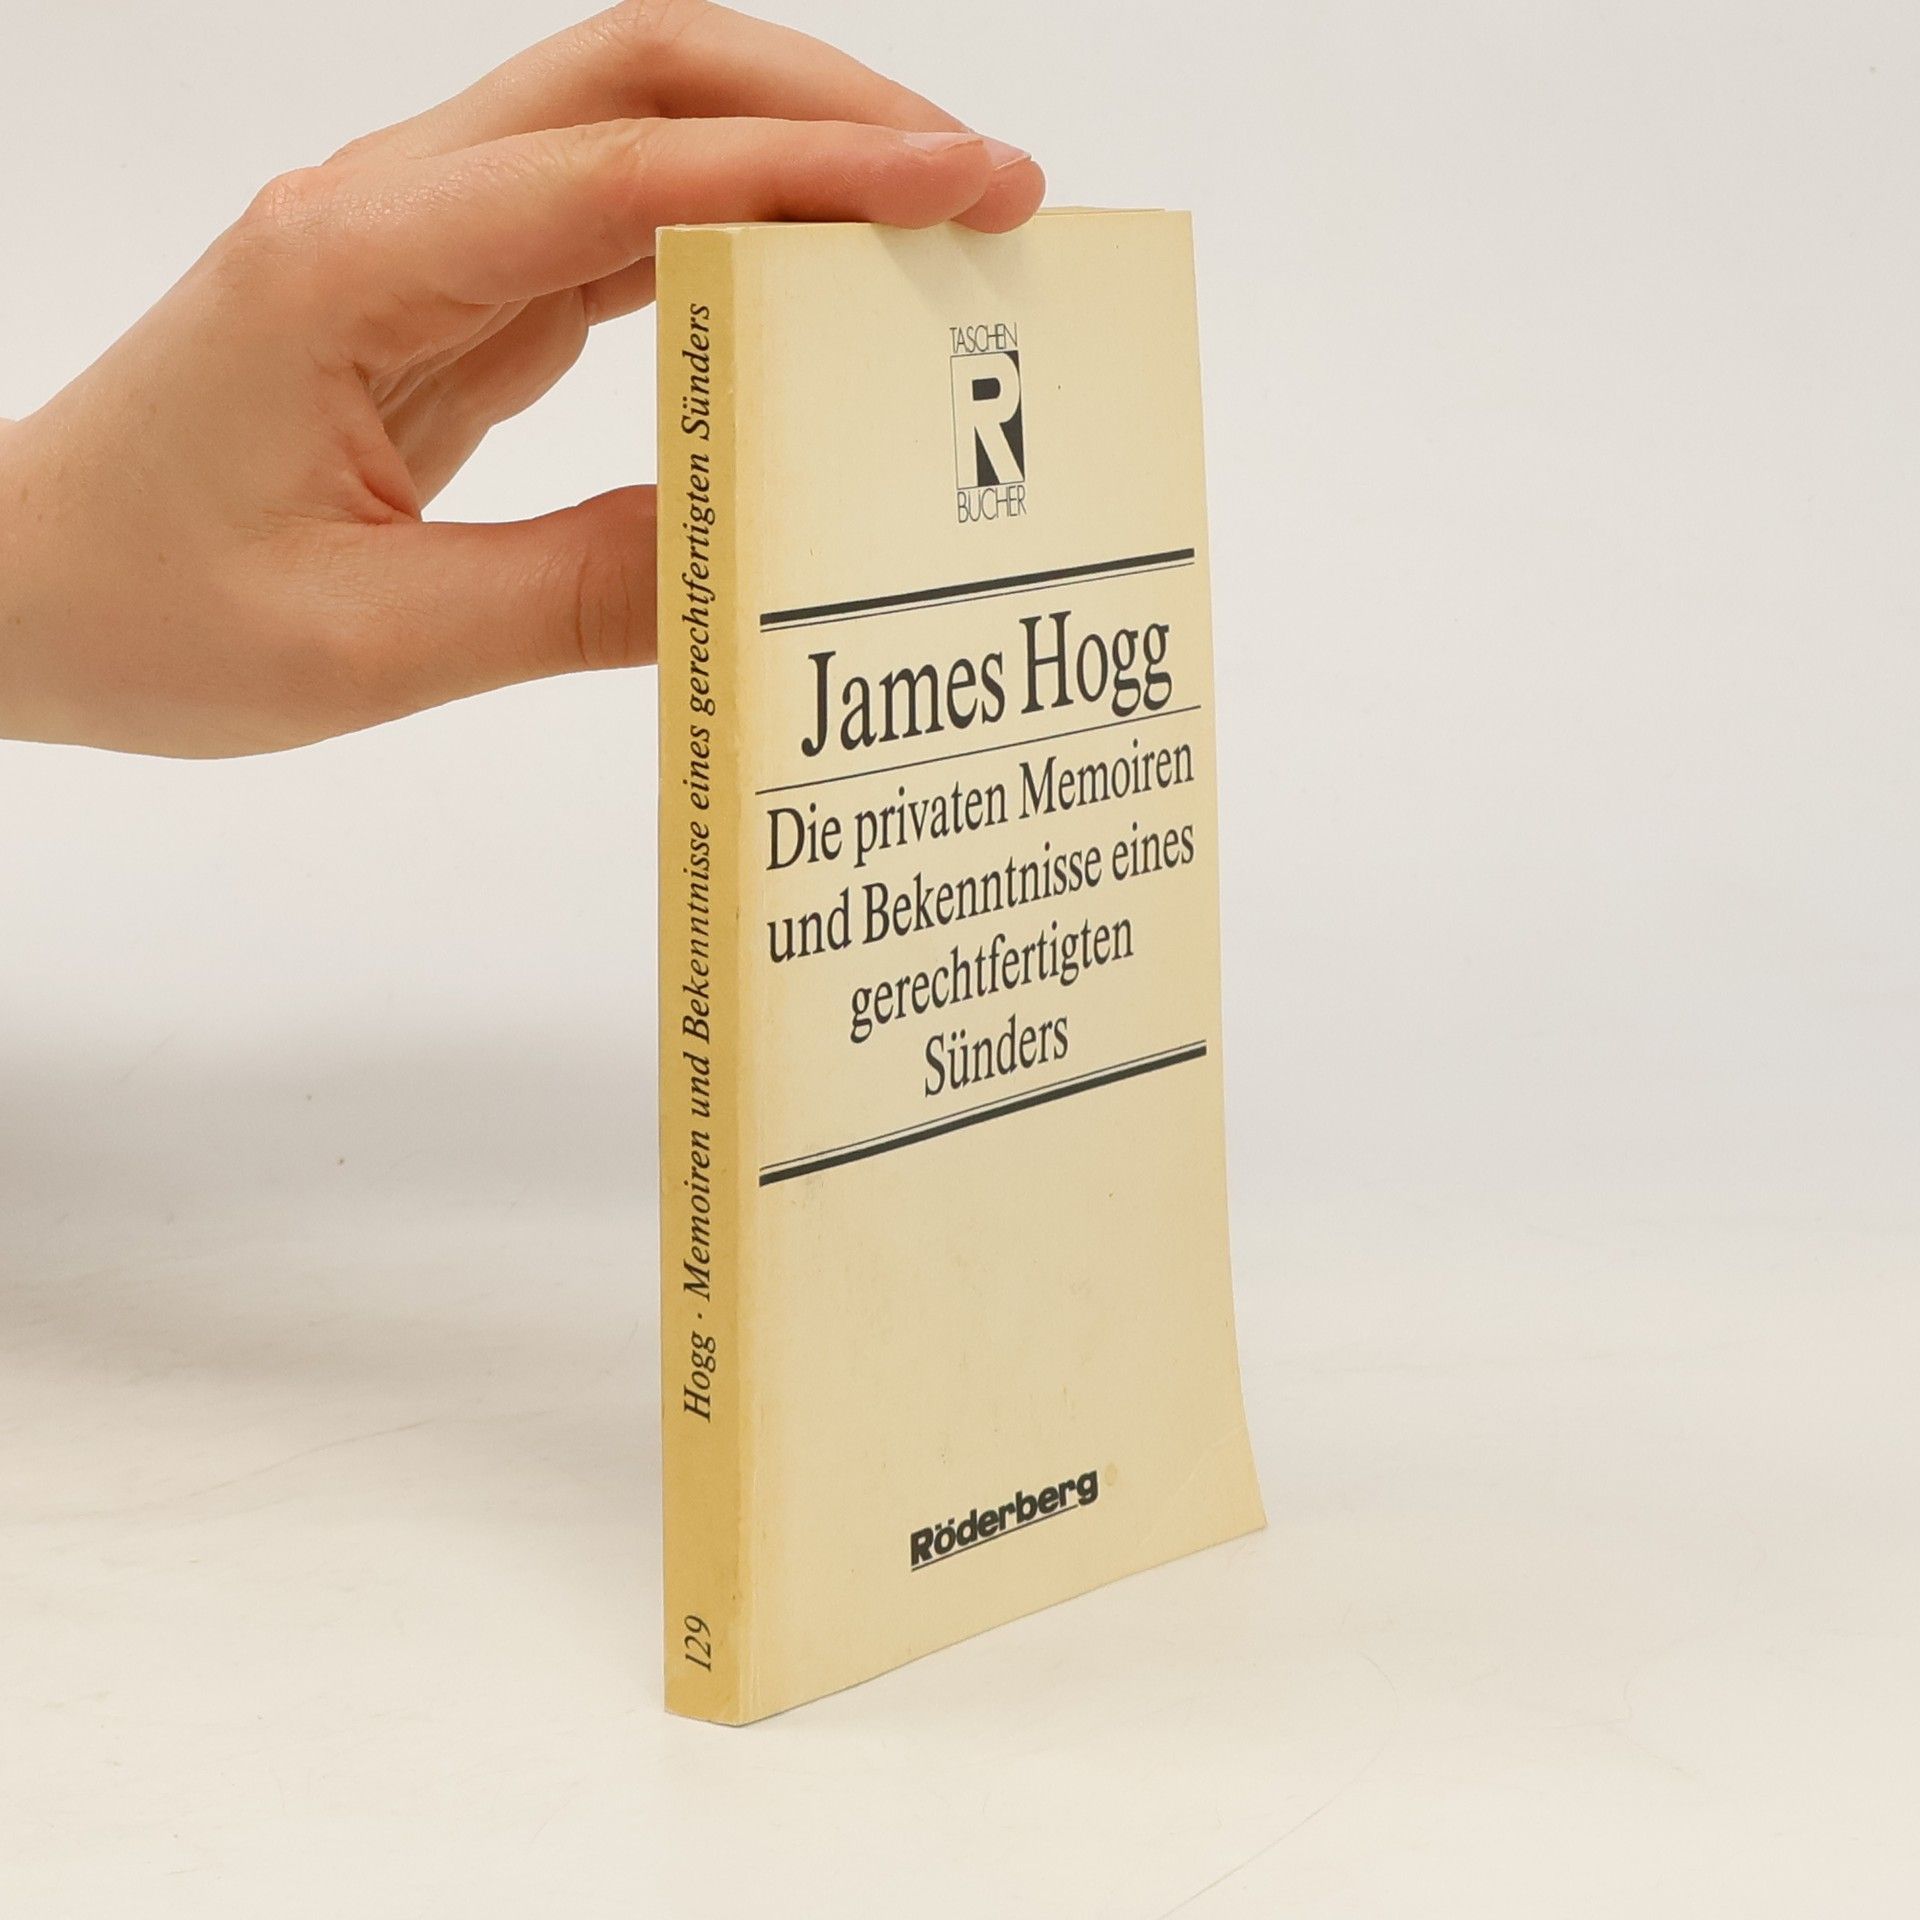 Hogg · Memoiren und Bekenntnisse eines gerechtfertigten Sünders
129
TASCHEN
R
BÜCHER
James Hogg
Die privaten Memoiren
und Bekenntnisse eines
gerechtfertigten
Sünders
Röderberg